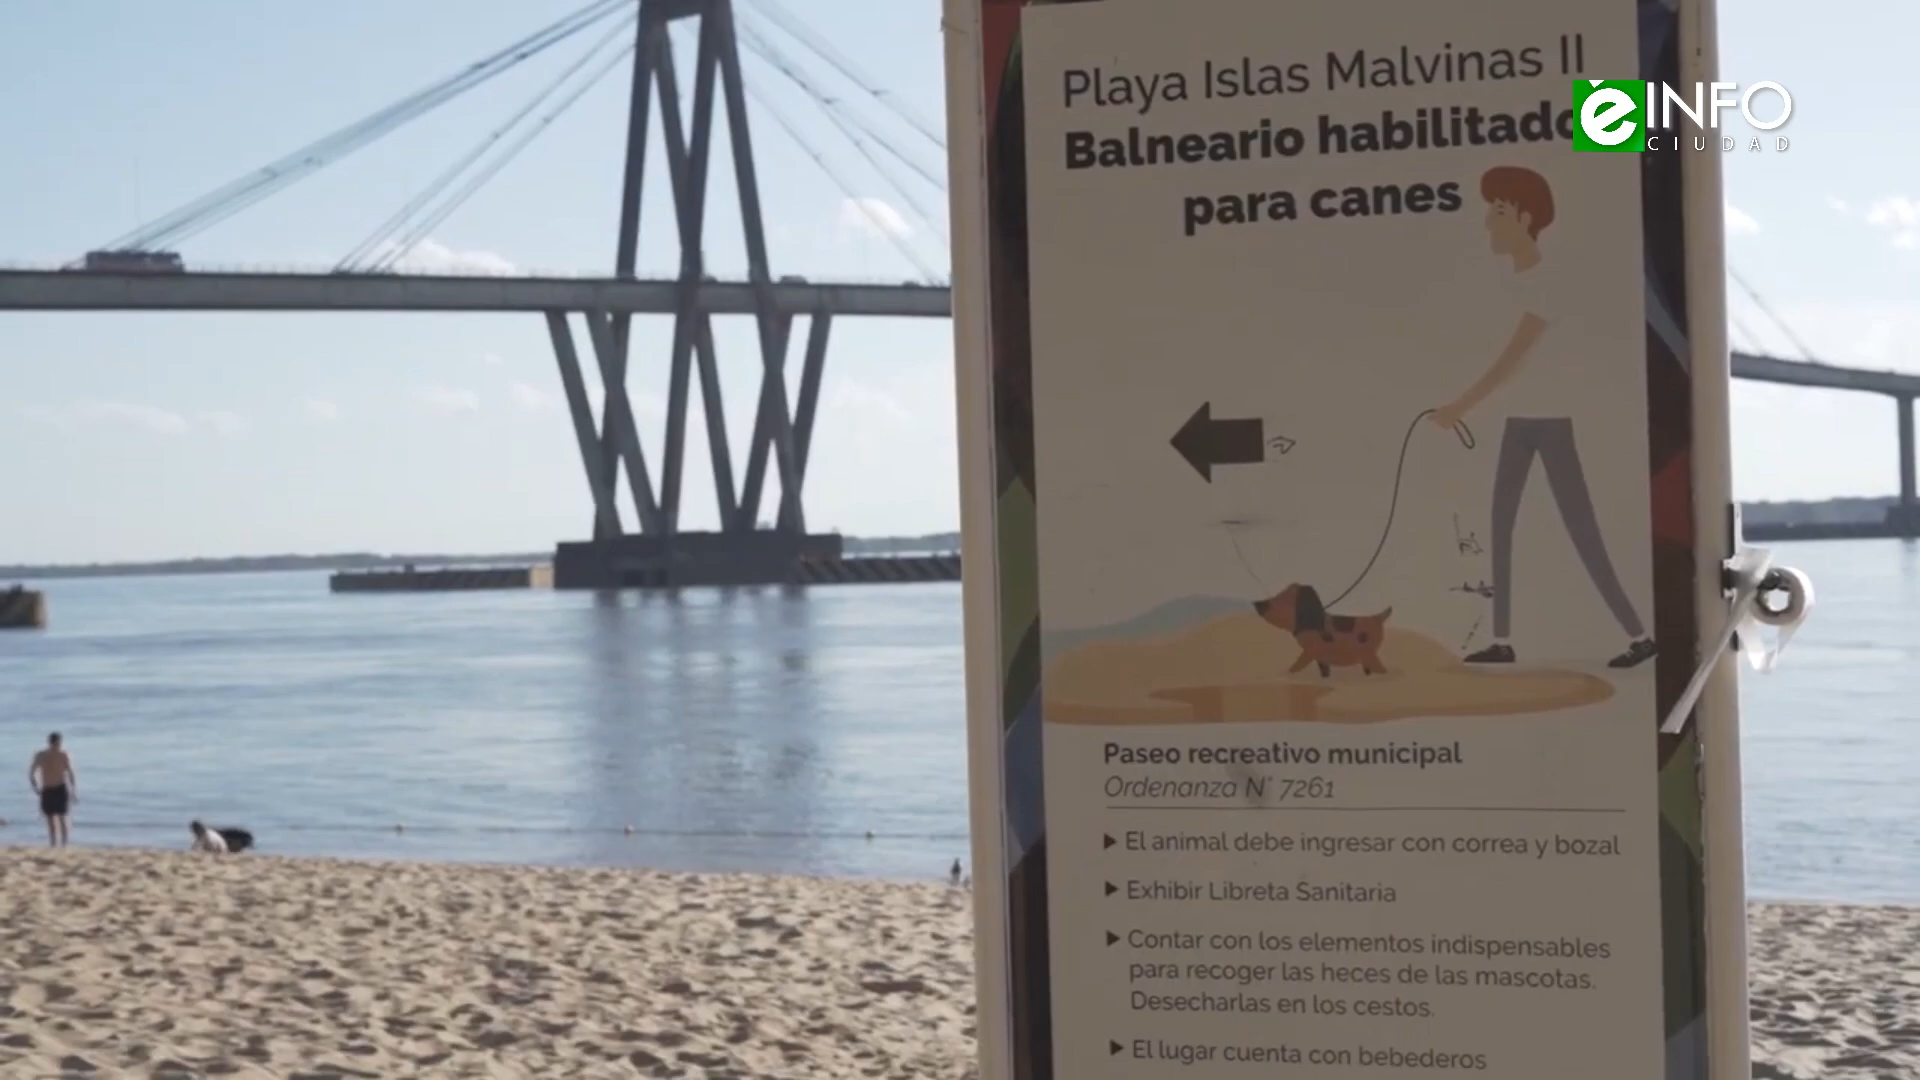 Playa Islas Malvinas II
Balneario habilitado
para canes
è INFO
CIUDAD
Paseo recreativo municipal
Ordenanza N° 7261
El animal debe ingresar con correa y bozal
Exhibir Libreta Sanitaria
Contar con los elementos indispensables
para recoger las heces de las mascotas.
Desecharlas en los cestos.
El lugar cuenta con bebederos